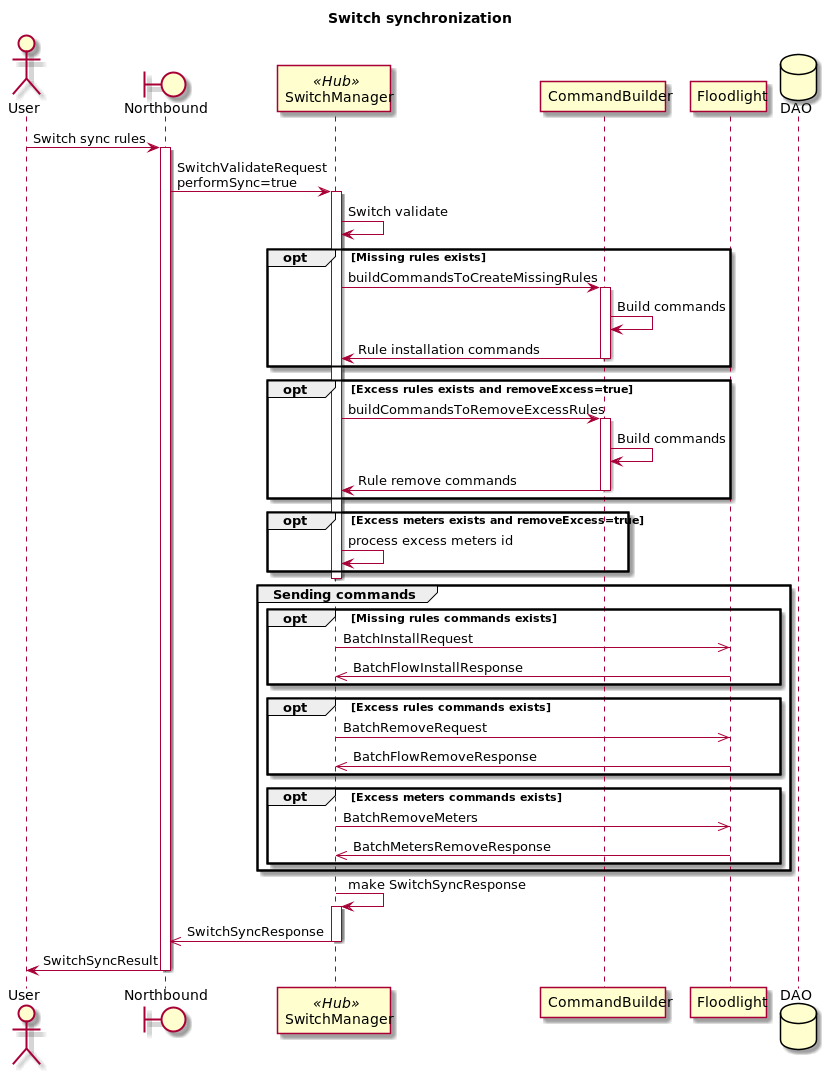 Switch synchronization
User
Northbound
«Hub»
SwitchManager
CommandBuilder
Floodlight
DAO
Switch sync rules
SwitchValidateRequest
performSync=true
Switch validate
opt [Missing rules exists]
buildCommandsToCreateMissingRules
Build commands
Rule installation commands
opt [Excess rules exists and removeExcess=true]
buildCommandsToRemoveExcessRules
Build commands
Rule remove commands
opt [Excess meters exists and removeExcess=true]
process excess meters id
Sending commands
opt [Missing rules commands exists]
BatchInstallRequest
BatchFlowInstallResponse
opt [Excess rules commands exists]
BatchRemoveRequest
BatchFlowRemoveResponse
opt [Excess meters commands exists]
BatchRemoveMeters
BatchMetersRemoveResponse
make SwitchSyncResponse
SwitchSyncResponse
SwitchSyncResult
User
Northbound
«Hub»
SwitchManager
CommandBuilder
Floodlight
DAO